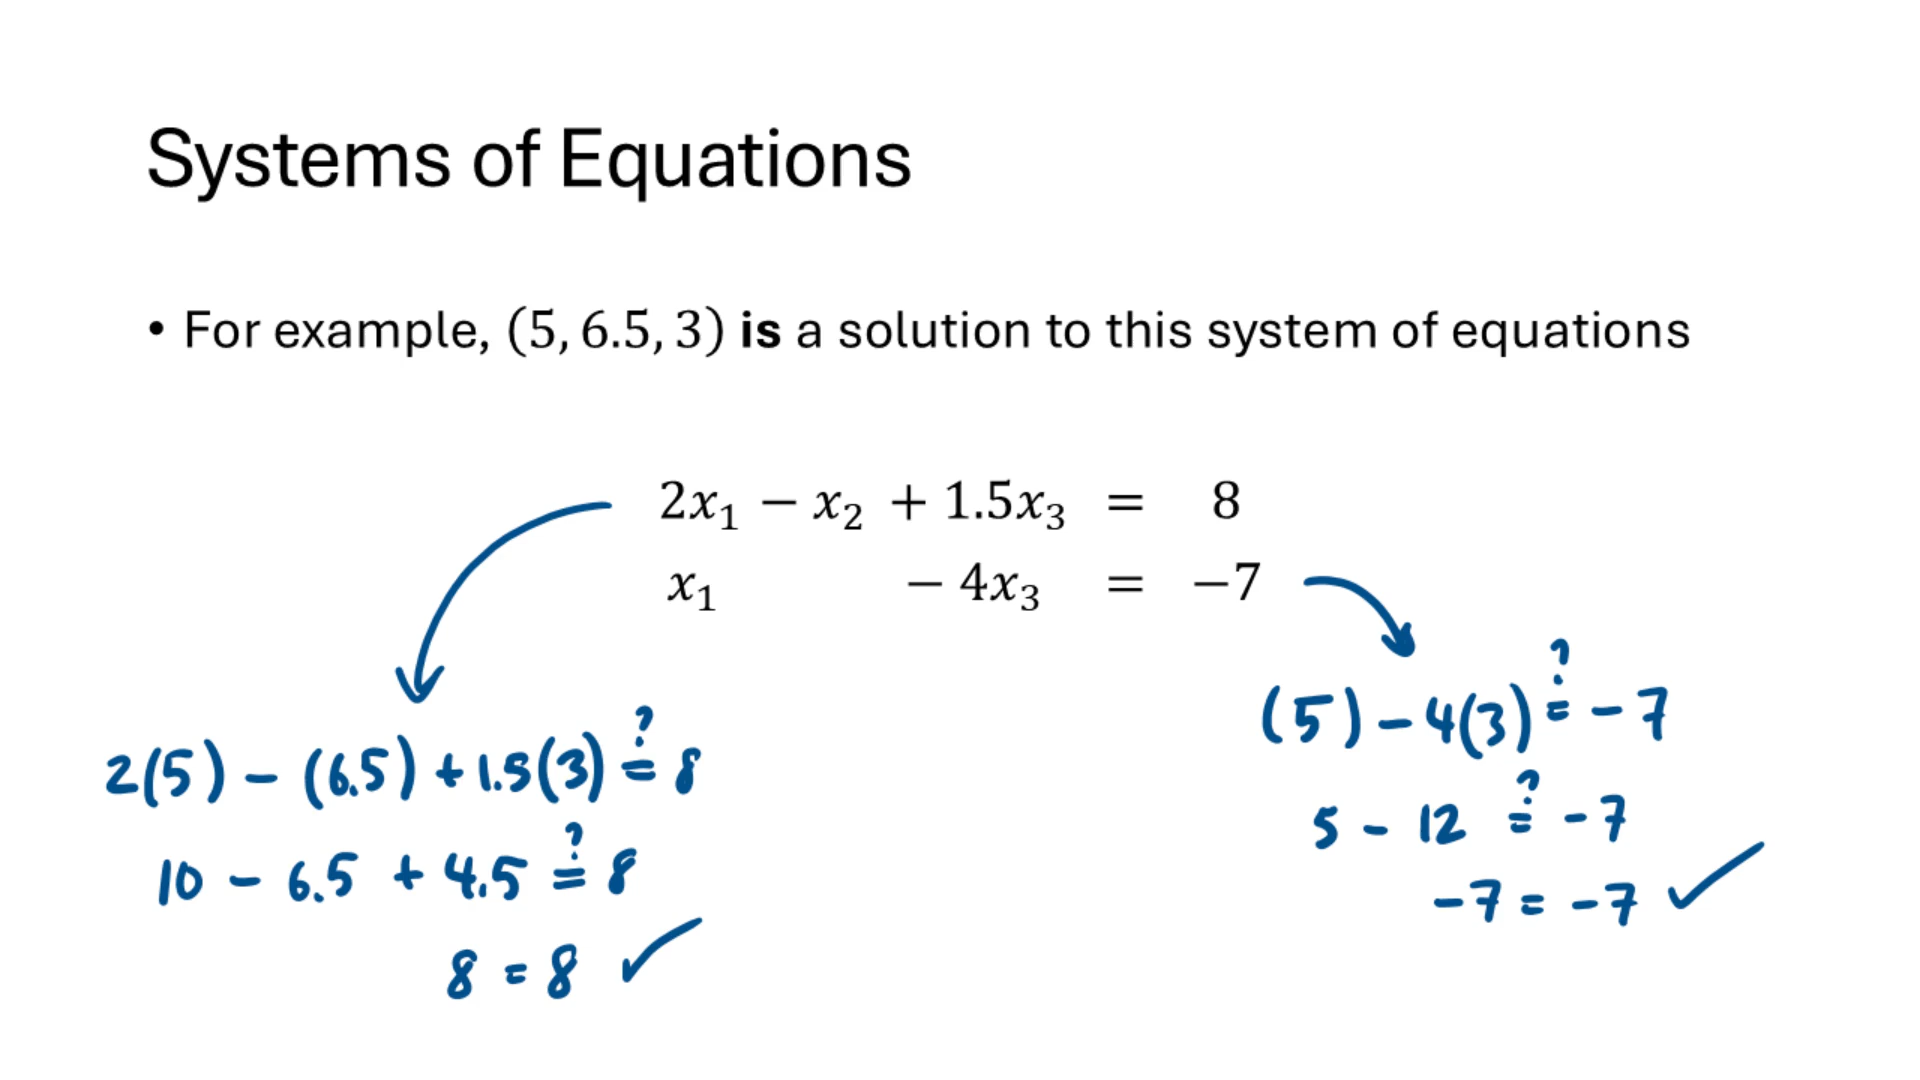 Systems of Equations
• For example, (5, 6.5, 3) is a solution to this system of equations
2x₁ − x₂ + 1.5x₃ = 8
x₁ − 4x₃ = −7
2(5) − (6.5) + 1.5(3) ≟ 8
10 − 6.5 + 4.5 ≟ 8
8 = 8 ✓
(5) − 4(3) ≟ −7
5 − 12 ≟ −7
−7 = −7 ✓